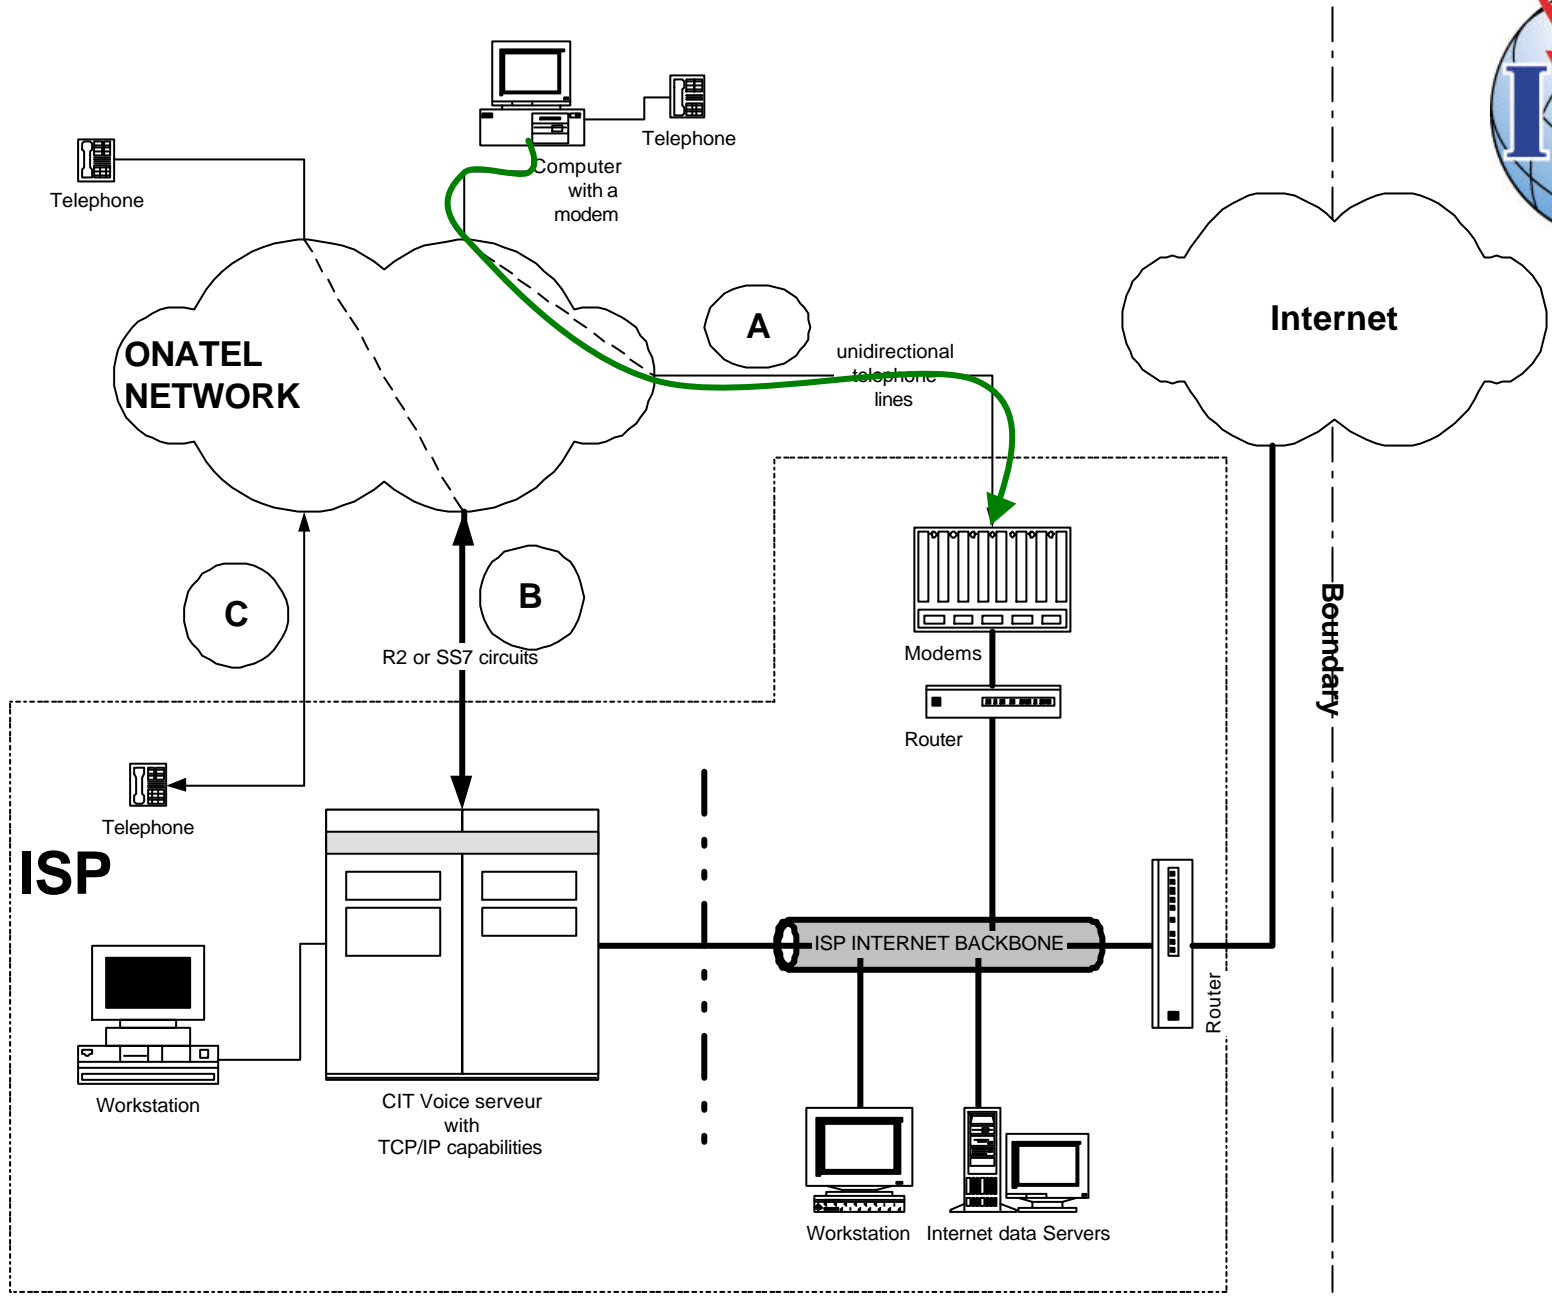 Telephone
Telephone
Computer
with a
modem
ONATEL
NETWORK
A
unidirectional
telephone
lines
Internet
I
C
B
R2 or SS7 circuits
Boundary
Modems
Router
Telephone
ISP
ISP INTERNET BACKBONE
Router
Workstation
CIT Voice serveur
with
TCP/IP capabilities
Workstation
Internet data Servers